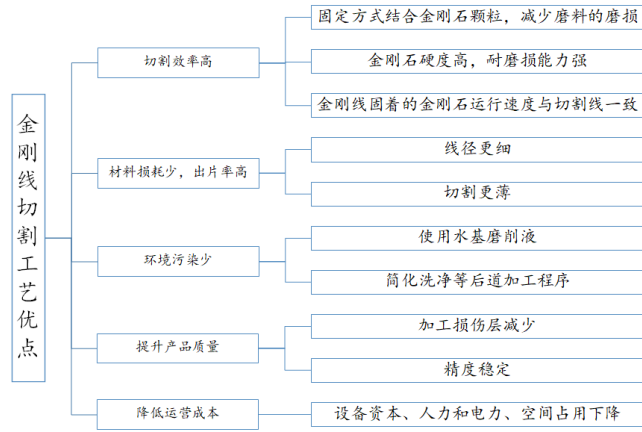 金刚线切割工艺优点
切割效率高
固定方式结合金刚石颗粒，减少磨料的磨损
金刚石硬度高，耐磨损能力强
金刚线固着的金刚石运行速度与切割线一致
材料损耗少，出片率高
线径更细
切割更薄
环境污染少
使用水基磨削液
简化洗净等后道加工程序
提升产品质量
加工损伤层减少
精度稳定
降低运营成本
设备资本、人力和电力、空间占用下降